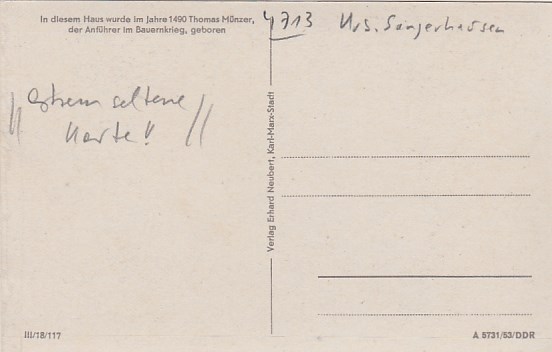 In diesem Haus wurde im Jahre 1490 Thomas Münzer,
der Anführer im Bauernkrieg, geboren
4713 Krs. Sangerhausen
// extrem seltene
Karte! //
Verlag Erhard Neubert, Karl-Marx-Stadt
III/18/117
A 5731/53/DDR